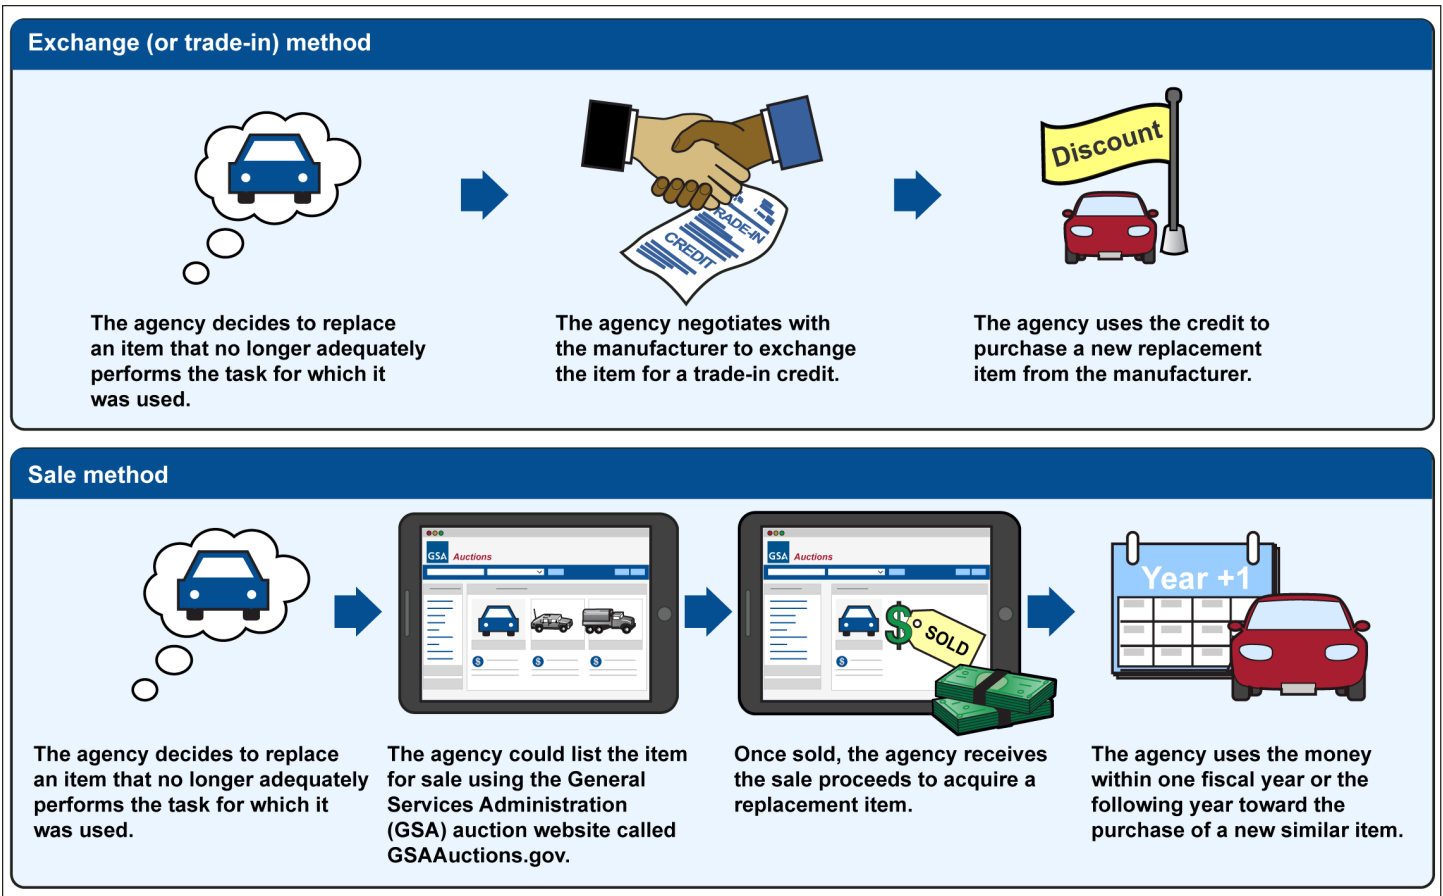 Exchange (or trade-in) method
Discount
TRADE-IN
CREDIT
The agency decides to replace
an item that no longer adequately
performs the task for which it
was used.
The agency negotiates with
the manufacturer to exchange
the item for a trade-in credit.
The agency uses the credit to
purchase a new replacement
item from the manufacturer.
Sale method
GSA Auctions
$ $ $
GSA Auctions
$ SOLD
$
Year +1
The agency decides to replace
an item that no longer adequately
performs the task for which it
was used.
The agency could list the item
for sale using the General
Services Administration
(GSA) auction website called
GSAAuctions.gov.
Once sold, the agency receives
the sale proceeds to acquire a
replacement item.
The agency uses the money
within one fiscal year or the
following year toward the
purchase of a new similar item.